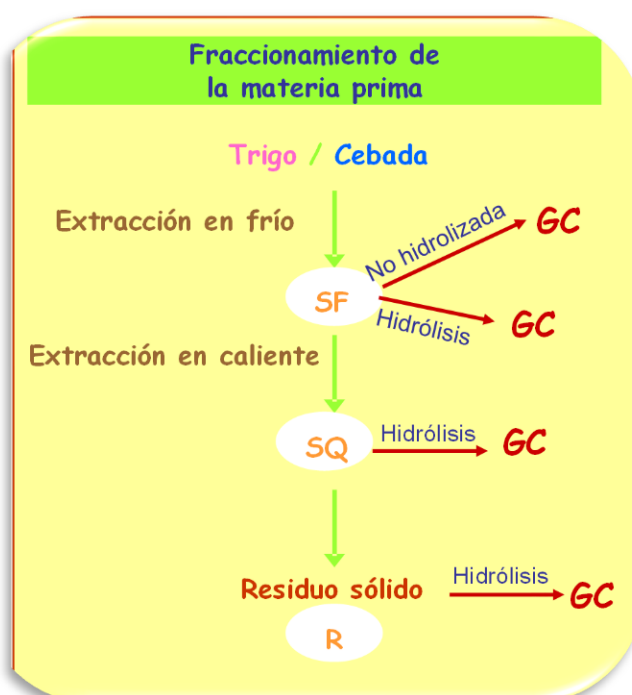 Fraccionamiento de
la materia prima
Trigo / Cebada
Extracción en frío
No hidrolizada
GC
SF
Hidrólisis
GC
Extracción en caliente
SQ
Hidrólisis
GC
Residuo sólido
Hidrólisis
GC
R